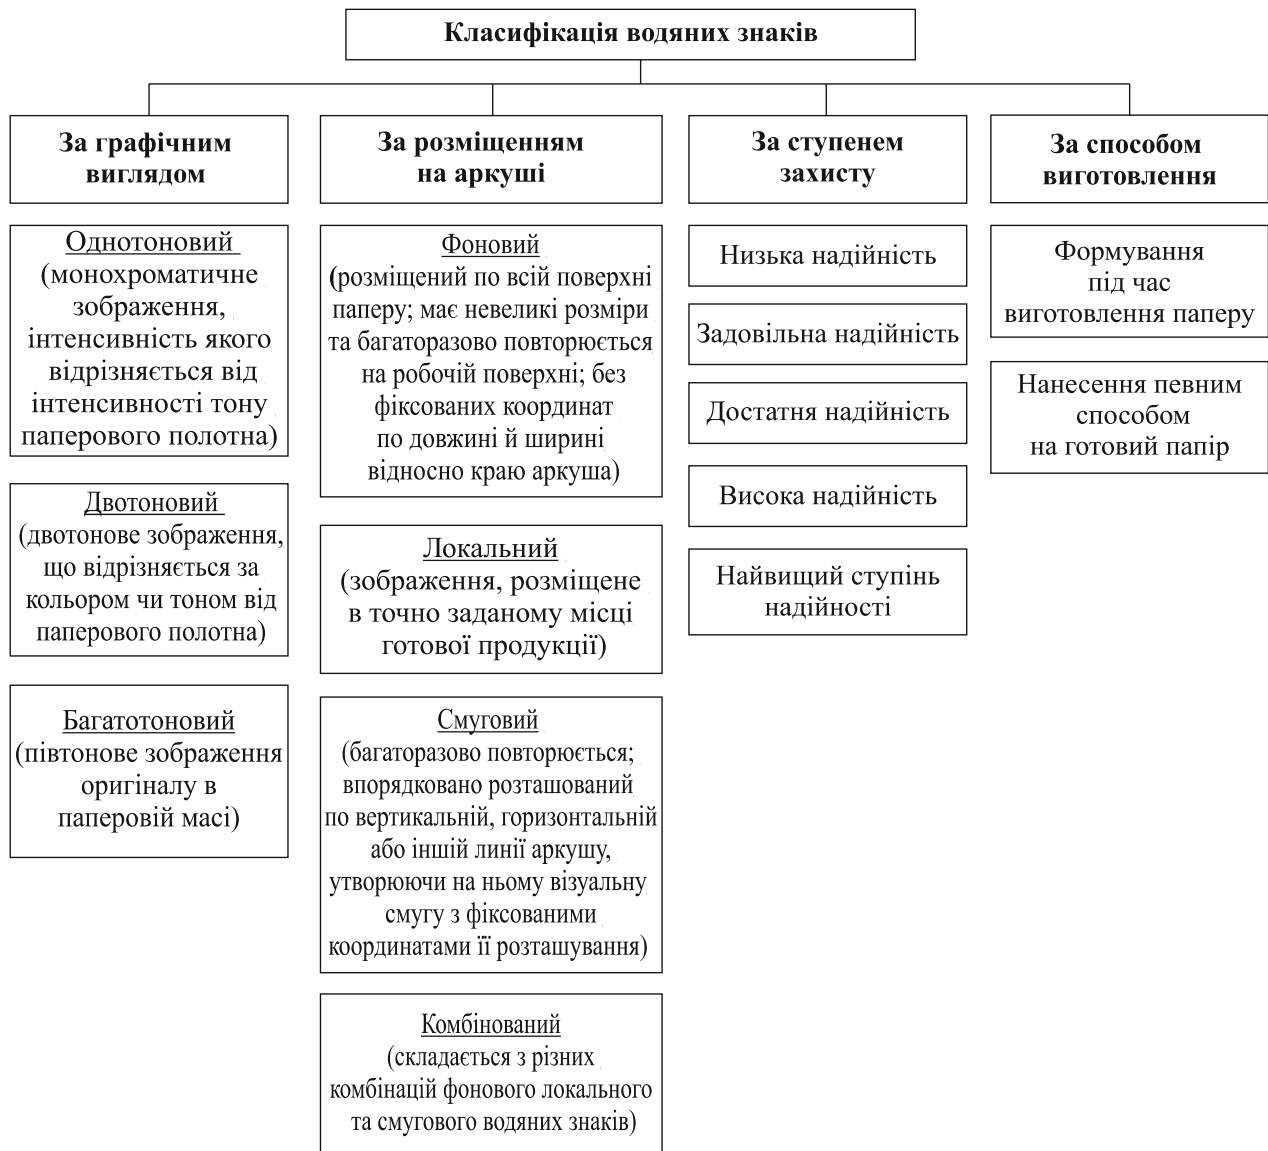 Класифікація водяних знаків
За графічним
виглядом
Однотоновий
(монохроматичне
зображення,
інтенсивність якого
відрізняється від
інтенсивності тону
паперового полотна)
Двотоновий
(двотонове зображення,
що відрізняється за
кольором чи тоном від
паперового полотна)
Багатотоновий
(півтонове зображення
оригіналу в
паперовій масі)
За розміщенням
на аркуші
Фоновий
(розміщений по всій поверхні
паперу; має невеликі розміри
та багаторазово повторюється
на робочій поверхні; без
фіксованих координат
по довжині й ширині
відносно краю аркуша)
Локальний
(зображення, розміщене
в точно заданому місці
готової продукції)
Смуговий
(багаторазово повторюється;
впорядковано розташований
по вертикальній, горизонтальній
або іншій линії аркушу,
утворюючи на ньому візуальну
смугу з фіксованими
координатами її розташування)
Комбінований
(складається з різних
комбінацій фонового локального
та смугового водяних знаків)
За ступенем
захисту
Низька надійність
Задовільна надійність
Достатня надійність
Висока надійність
Найвищий ступінь
надійності
За способом
виготовлення
Формування
під час
виготовлення паперу
Нанесення певним
способом
на готовий папір